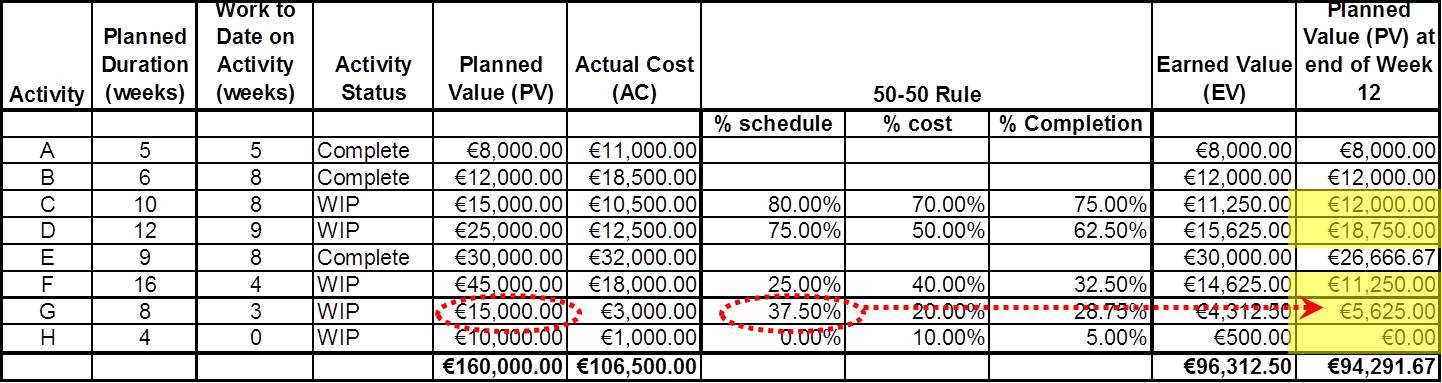 Activity Planned Duration (weeks) Work to Date on Activity (weeks) Activity Status Planned Value (PV) Actual Cost (AC) 50-50 Rule Earned Value (EV) Planned Value (PV) at end of Week 12
% schedule % cost % Completion
A 5 5 Complete €8,000.00 €11,000.00 €8,000.00 €8,000.00
B 6 8 Complete €12,000.00 €18,500.00 €12,000.00 €12,000.00
C 10 8 WIP €15,000.00 €10,500.00 80.00% 70.00% 75.00% €11,250.00 €12,000.00
D 12 9 WIP €25,000.00 €12,500.00 75.00% 50.00% 62.50% €15,625.00 €18,750.00
E 9 8 Complete €30,000.00 €32,000.00 €30,000.00 €26,666.67
F 16 4 WIP €45,000.00 €18,000.00 25.00% 40.00% 32.50% €14,625.00 €11,250.00
G 8 3 WIP €15,000.00 €3,000.00 37.50% 20.00% 28.75% €4,312.50 €5,625.00
H 4 0 WIP €10,000.00 €1,000.00 0.00% 10.00% 5.00% €500.00 €0.00
€160,000.00 €106,500.00 €96,312.50 €94,291.67